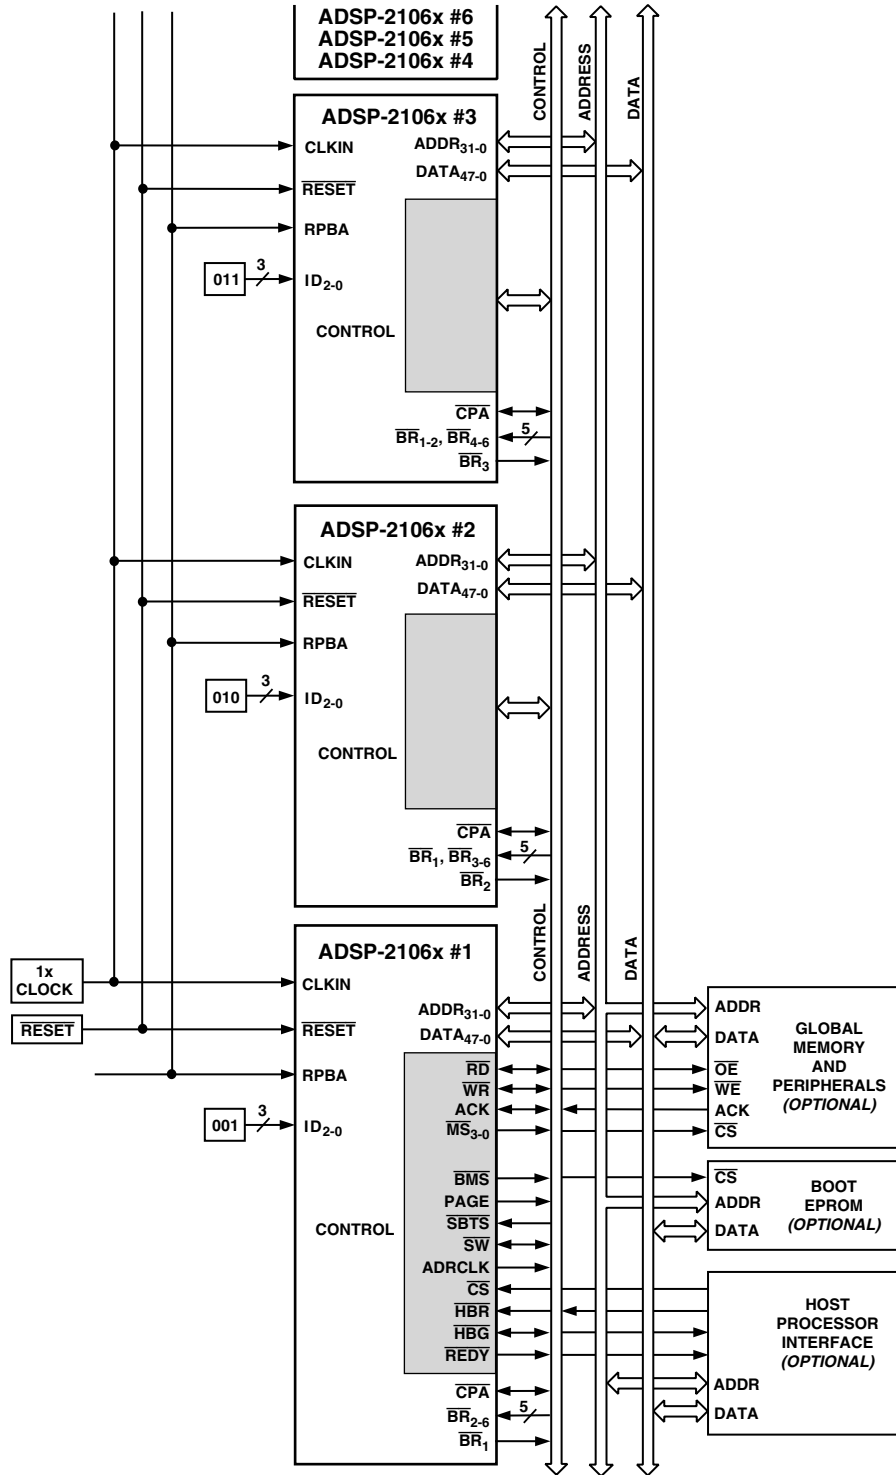 ADSP-2106x #6
ADSP-2106x #5
ADSP-2106x #4
CONTROL
ADDRESS
DATA
ADSP-2106x #3
CLKIN
ADDR31-0
DATA47-0
RESET
RPBA
011
3
ID2-0
CONTROL
CPA
BR1-2, BR4-6
5
BR3
ADSP-2106x #2
CLKIN
ADDR31-0
DATA47-0
RESET
RPBA
010
3
ID2-0
CONTROL
CPA
BR1, BR3-6
5
BR2
CONTROL
ADDRESS
DATA
ADSP-2106x #1
1x
CLOCK
CLKIN
RESET
RESET
RPBA
001
3
ID2-0
CONTROL
ADDR31-0
DATA47-0
RD
WR
ACK
MS3-0
BMS
PAGE
SBTS
SW
ADRCLK
CS
HBR
HBG
REDY
CPA
BR2-6
5
BR1
ADDR
DATA
OE
WE
ACK
CS
GLOBAL
MEMORY
AND
PERIPHERALS
(OPTIONAL)
CS
ADDR
DATA
BOOT
EPROM
(OPTIONAL)
HOST
PROCESSOR
INTERFACE
(OPTIONAL)
ADDR
DATA